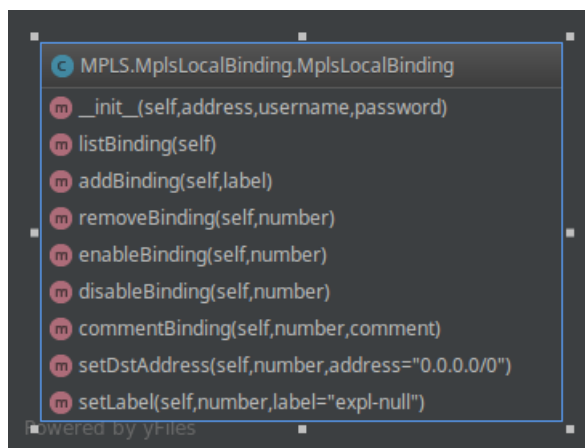 C MPLS.MplsLocalBinding.MplsLocalBinding
m __init__(self,address,username,password)
m listBinding(self)
m addBinding(self,label)
m removeBinding(self,number)
m enableBinding(self,number)
m disableBinding(self,number)
m commentBinding(self,number,comment)
m setDstAddress(self,number,address="0.0.0.0/0")
m setLabel(self,number,label="expl-null")
Powered by yFiles